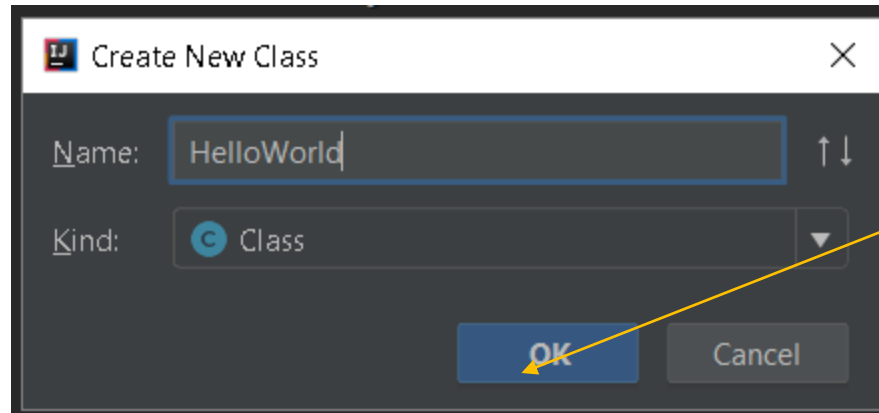 IJ Create New Class
Name: HelloWorld
Kind: C Class
OK Cancel